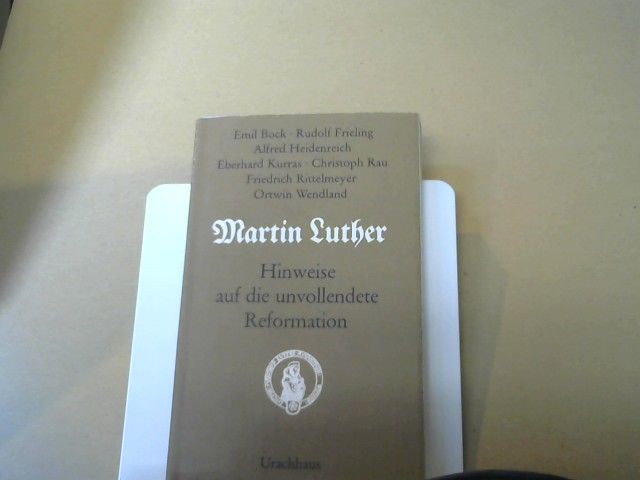 Emil Bock · Rudolf Frieling
Alfred Heidenreich
Eberhard Kurras · Christoph Rau
Friedrich Rittelmeyer
Ortwin Wendland
Martin Luther
Hinweise
auf die unvollendete
Reformation
Urachhaus